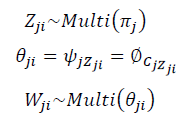 Z_{ji}~Multi(π_j)
θ_{ji} = ψ_{jZ_{ji}} = ∅_{C_{jZ_{ji}}}
W_{ji}~Multi(θ_{ji})